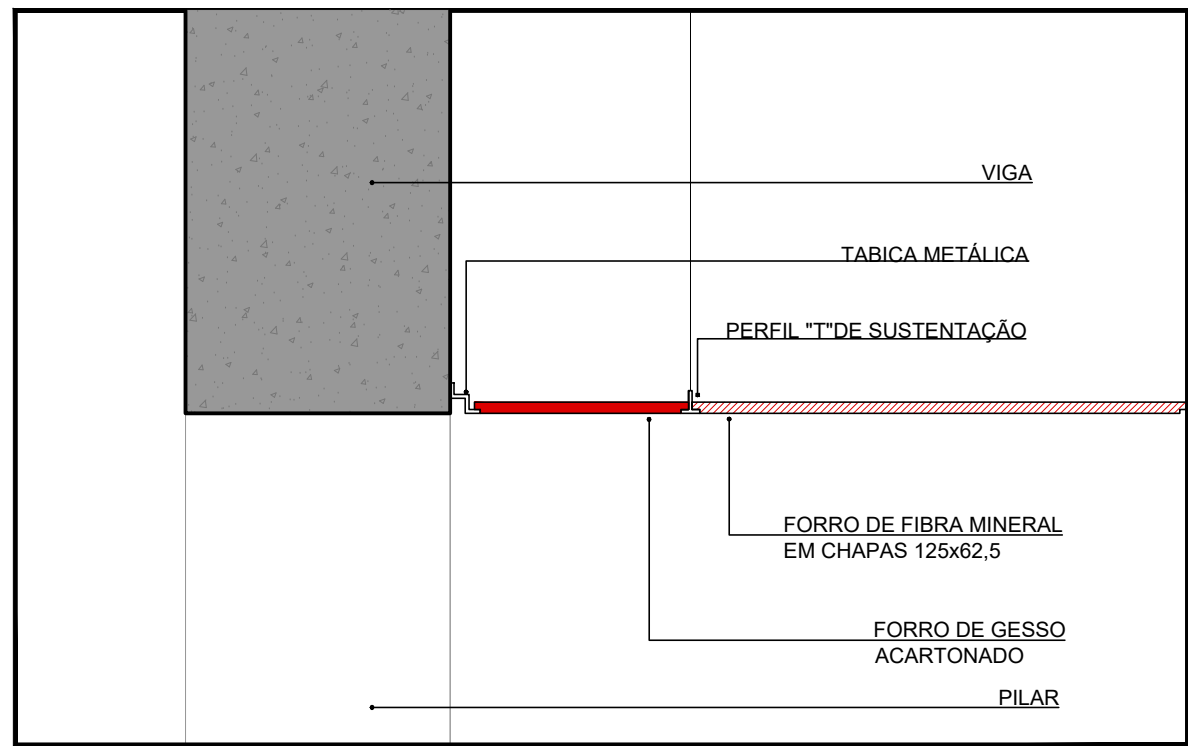 VIGA
TABICA METÁLICA
PERFIL "T"DE SUSTENTAÇÃO
FORRO DE FIBRA MINERAL
EM CHAPAS 125x62,5
FORRO DE GESSO
ACARTONADO
PILAR